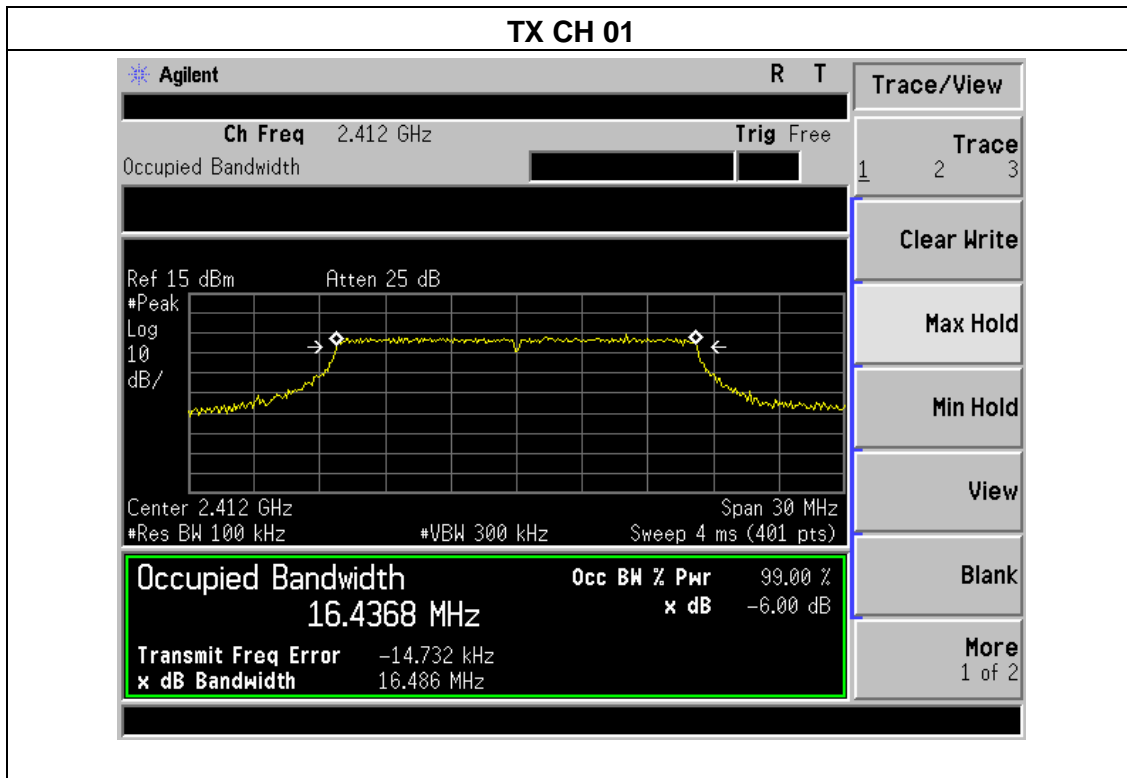 TX CH 01
Agilent R T
Trace/View
Ch Freq 2.412 GHz Trig Free
Occupied Bandwidth
Trace
1 2 3
Clear Write
Max Hold
Min Hold
View
Blank
More
1 of 2
Ref 15 dBm Atten 25 dB
#Peak
Log
10
dB/
Center 2.412 GHz Span 30 MHz
#Res BW 100 kHz #VBW 300 kHz Sweep 4 ms (401 pts)
Occupied Bandwidth Occ BW % Pwr 99.00 %
16.4368 MHz x dB -6.00 dB
Transmit Freq Error -14.732 kHz
x dB Bandwidth 16.486 MHz